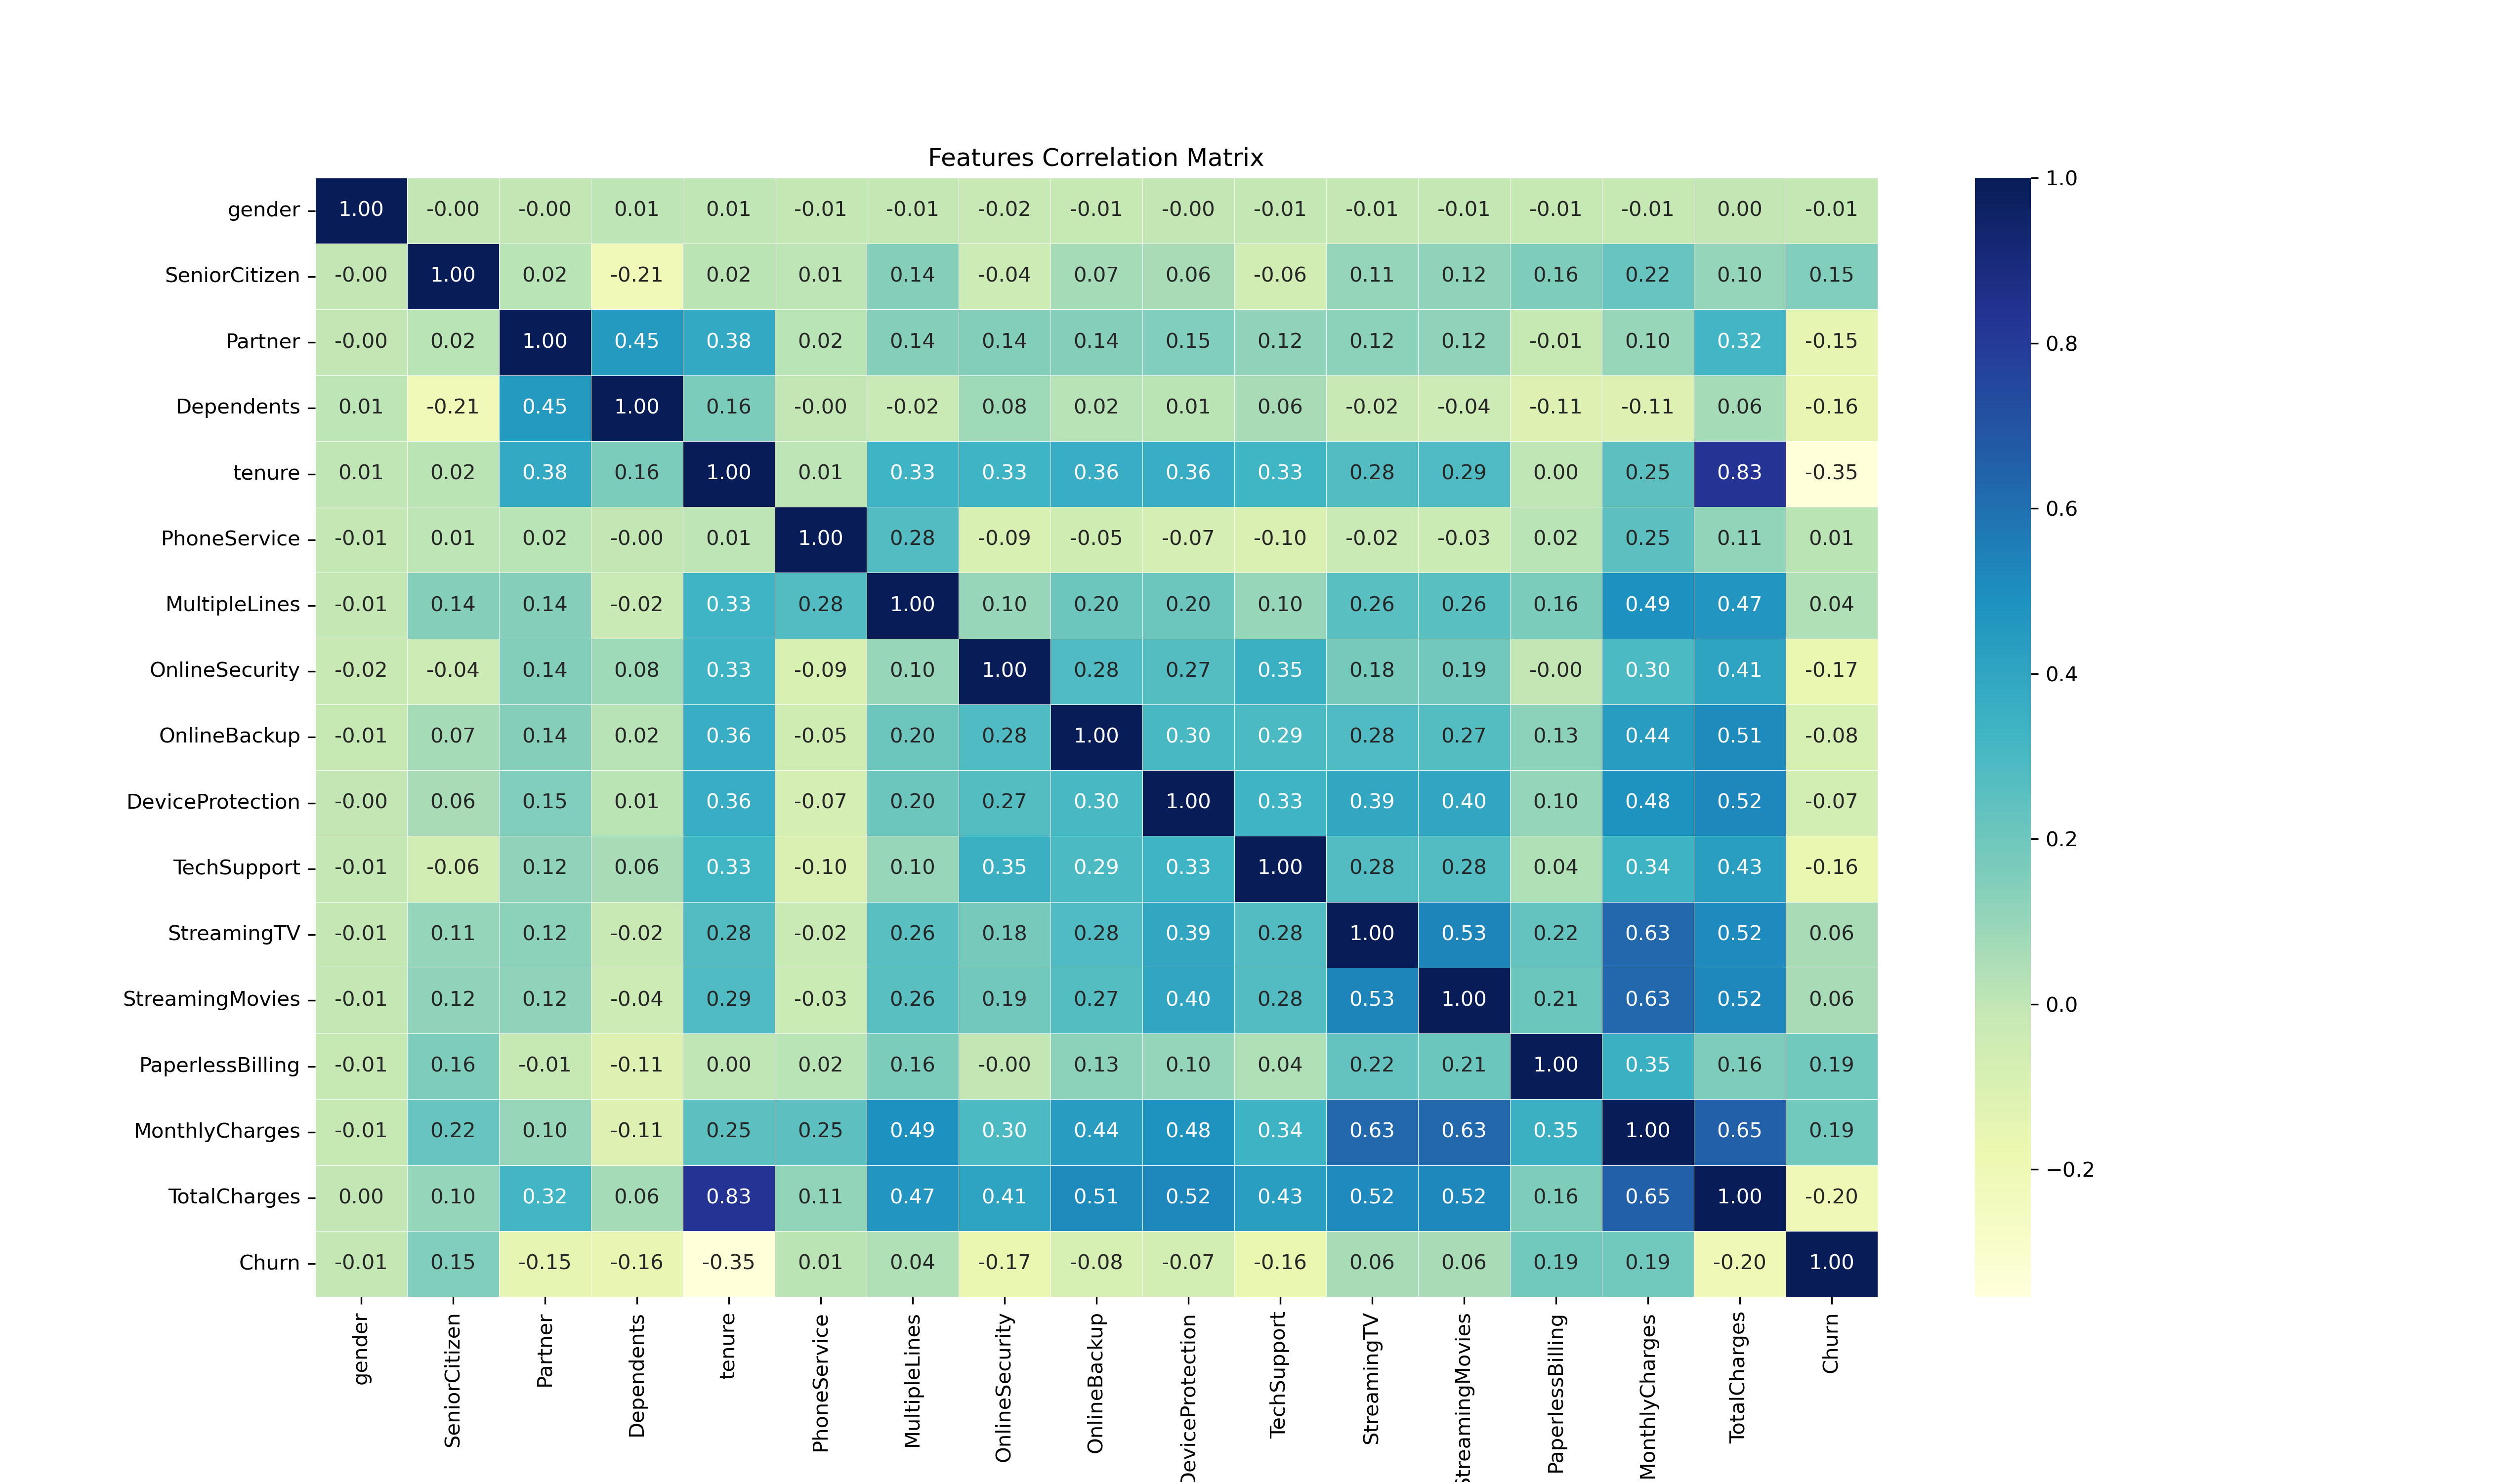 Features Correlation Matrix
gender 1.00 -0.00 -0.00 0.01 0.01 -0.01 -0.01 -0.02 -0.01 -0.00 -0.01 -0.01 -0.01 -0.01 -0.01 0.00 -0.01
SeniorCitizen -0.00 1.00 0.02 -0.21 0.02 0.01 0.14 -0.04 0.07 0.06 -0.06 0.11 0.12 0.16 0.22 0.10 0.15
Partner -0.00 0.02 1.00 0.45 0.38 0.02 0.14 0.14 0.14 0.15 0.12 0.12 0.12 -0.01 0.10 0.32 -0.15
Dependents 0.01 -0.21 0.45 1.00 0.16 -0.00 -0.02 0.08 0.02 0.01 0.06 -0.02 -0.04 -0.11 -0.11 0.06 -0.16
tenure 0.01 0.02 0.38 0.16 1.00 0.01 0.33 0.33 0.36 0.36 0.33 0.28 0.29 0.00 0.25 0.83 -0.35
PhoneService -0.01 0.01 0.02 -0.00 0.01 1.00 0.28 -0.09 -0.05 -0.07 -0.10 -0.02 -0.03 0.02 0.25 0.11 0.01
MultipleLines -0.01 0.14 0.14 -0.02 0.33 0.28 1.00 0.10 0.20 0.20 0.10 0.26 0.26 0.16 0.49 0.47 0.04
OnlineSecurity -0.02 -0.04 0.14 0.08 0.33 -0.09 0.10 1.00 0.28 0.27 0.35 0.18 0.19 -0.00 0.30 0.41 -0.17
OnlineBackup -0.01 0.07 0.14 0.02 0.36 -0.05 0.20 0.28 1.00 0.30 0.29 0.28 0.27 0.13 0.44 0.51 -0.08
DeviceProtection -0.00 0.06 0.15 0.01 0.36 -0.07 0.20 0.27 0.30 1.00 0.33 0.39 0.40 0.10 0.48 0.52 -0.07
TechSupport -0.01 -0.06 0.12 0.06 0.33 -0.10 0.10 0.35 0.29 0.33 1.00 0.28 0.28 0.04 0.34 0.43 -0.16
StreamingTV -0.01 0.11 0.12 -0.02 0.28 -0.02 0.26 0.18 0.28 0.39 0.28 1.00 0.53 0.22 0.63 0.52 0.06
StreamingMovies -0.01 0.12 0.12 -0.04 0.29 -0.03 0.26 0.19 0.27 0.40 0.28 0.53 1.00 0.21 0.63 0.52 0.06
PaperlessBilling -0.01 0.16 -0.01 -0.11 0.00 0.02 0.16 -0.00 0.13 0.10 0.04 0.22 0.21 1.00 0.35 0.16 0.19
MonthlyCharges -0.01 0.22 0.10 -0.11 0.25 0.25 0.49 0.30 0.44 0.48 0.34 0.63 0.63 0.35 1.00 0.65 0.19
TotalCharges 0.00 0.10 0.32 0.06 0.83 0.11 0.47 0.41 0.51 0.52 0.43 0.52 0.52 0.16 0.65 1.00 -0.20
Churn -0.01 0.15 -0.15 -0.16 -0.35 0.01 0.04 -0.17 -0.08 -0.07 -0.16 0.06 0.06 0.19 0.19 -0.20 1.00
gender
SeniorCitizen
Partner
Dependents
tenure
PhoneService
MultipleLines
OnlineSecurity
OnlineBackup
DeviceProtection
TechSupport
StreamingTV
StreamingMovies
PaperlessBilling
MonthlyCharges
TotalCharges
Churn
1.0
0.8
0.6
0.4
0.2
0.0
−0.2